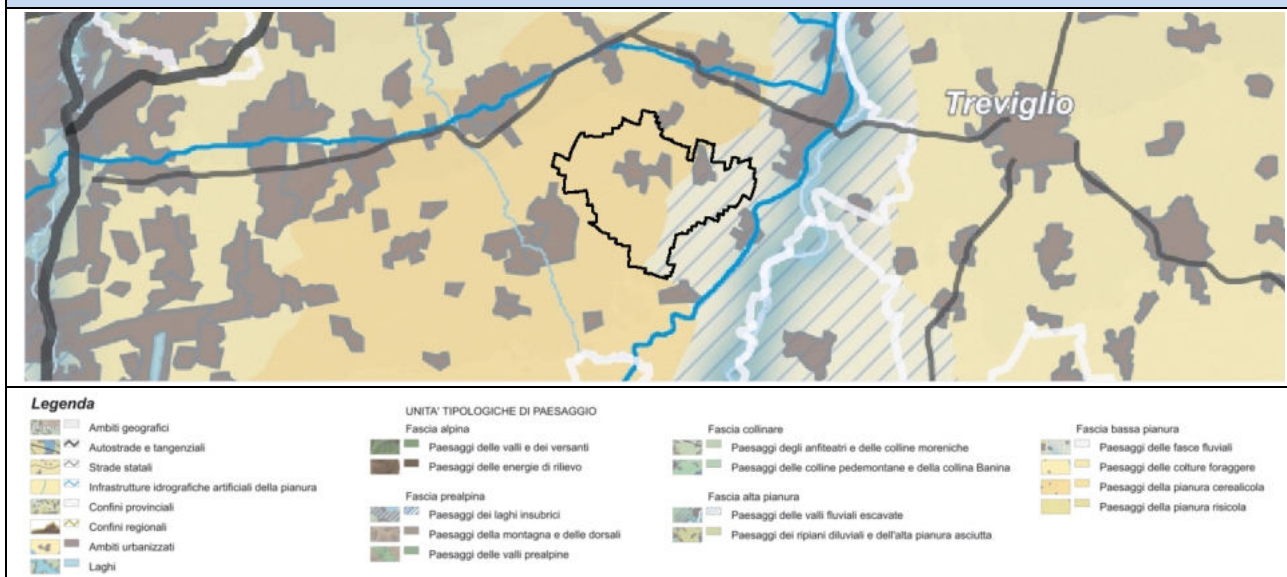 Treviglio
Legenda
Ambiti geografici
Autostrade e tangenziali
Strade statali
Infrastrutture idrografiche artificiali della pianura
Confini provinciali
Confini regionali
Ambiti urbanizzati
Laghi
UNITA' TIPOLOGICHE DI PAESAGGIO
Fascia alpina
Paesaggi delle valli e dei versanti
Paesaggi delle energie di rilievo
Fascia prealpina
Paesaggi dei laghi insubrici
Paesaggi della montagna e delle dorsali
Paesaggi delle valli prealpine
Fascia collinare
Paesaggi degli anfiteatri e delle colline moreniche
Paesaggi delle colline pedemontane e della collina Banina
Fascia alta pianura
Paesaggi delle valli fluviali escavate
Paesaggi dei ripiani diluviali e dell'alta pianura asciutta
Fascia bassa pianura
Paesaggi delle fasce fluviali
Paesaggi delle colture foraggere
Paesaggi della pianura cerealicola
Paesaggi della pianura risicola